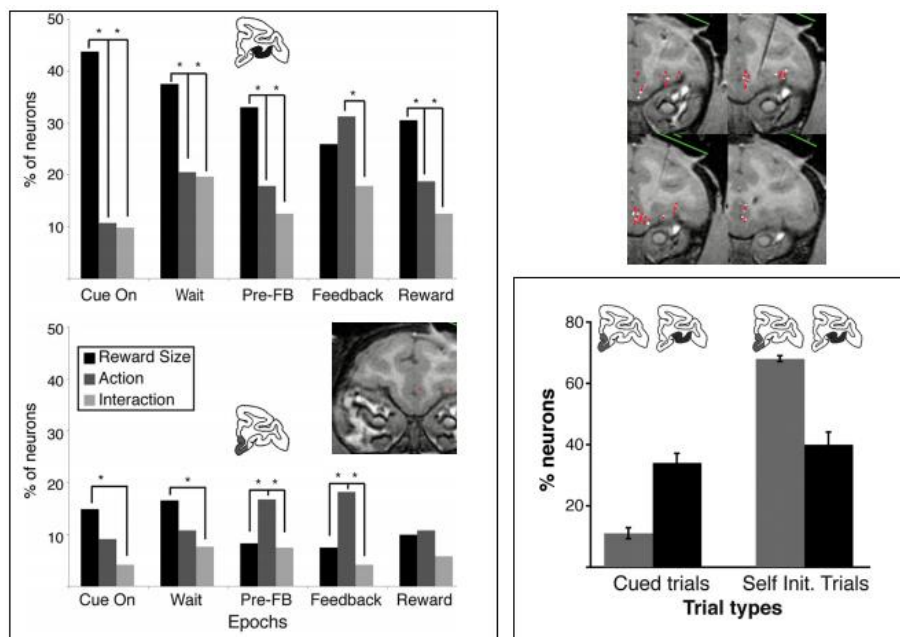 50
40
30
20
10
% of neurons
* *
* *
* *
*
* *
Cue On Wait Pre-FB Feedback Reward
50
40
30
20
10
% of neurons
Reward Size
Action
Interaction
*
*
* *
* *
Cue On Wait Pre-FB Feedback Reward
Epochs
80
60
40
20
% neurons
Cued trials Self Init. Trials
Trial types